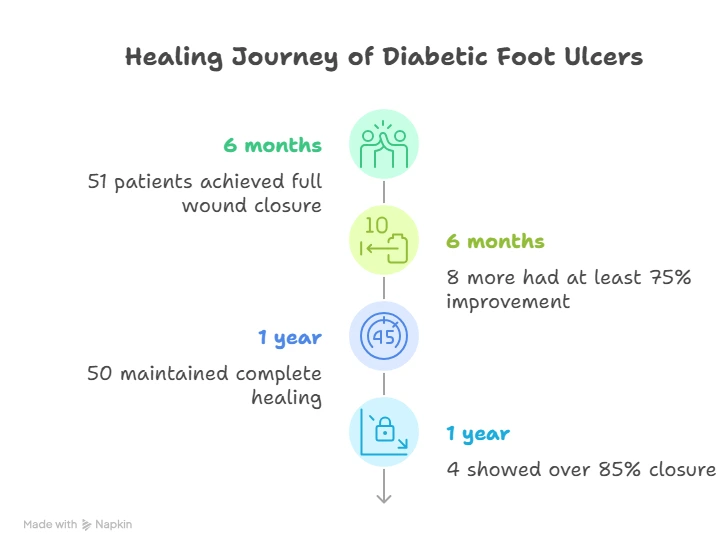 Healing Journey of Diabetic Foot Ulcers
6 months
51 patients achieved full
wound closure
10
6 months
8 more had at least 75%
improvement
1 year
45
50 maintained complete
healing
1 year
4 showed over 85% closure
Made with Napkin